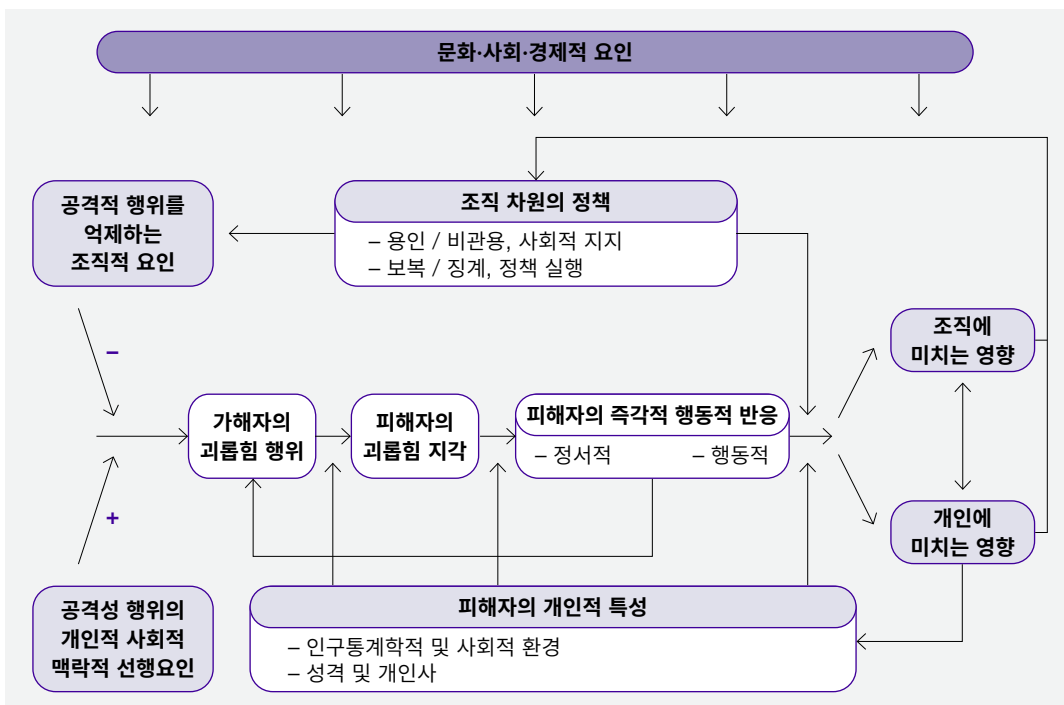 문화·사회·경제적 요인
공격적 행위를
억제하는
조직적 요인
조직 차원의 정책
– 용인 / 비관용, 사회적 지지
– 보복 / 징계, 정책 실행
–
조직에
미치는 영향
가해자의
괴롭힘 행위
피해자의
괴롭힘 지각
피해자의 즉각적 행동적 반응
– 정서적 – 행동적
+
개인에
미치는 영향
공격성 행위의
개인적 사회적
맥락적 선행요인
피해자의 개인적 특성
– 인구통계학적 및 사회적 환경
– 성격 및 개인사